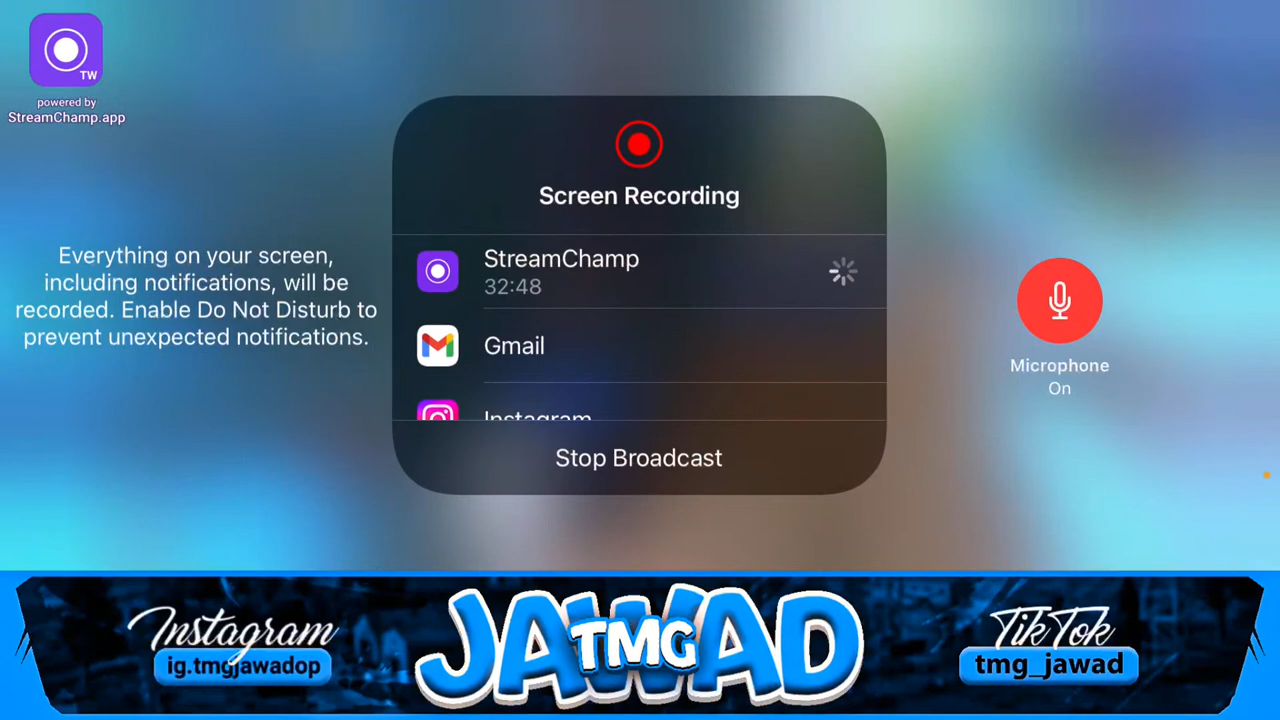 TW
powered by
StreamChamp.app
Everything on your screen,
including notifications, will be
recorded. Enable Do Not Disturb to
prevent unexpected notifications.
Screen Recording
StreamChamp
32:48
Gmail
Instagram
Stop Broadcast
Microphone
On
Instagram
ig.tmgjawadop
JAWAD
TMG
TikTok
tmg_jawad